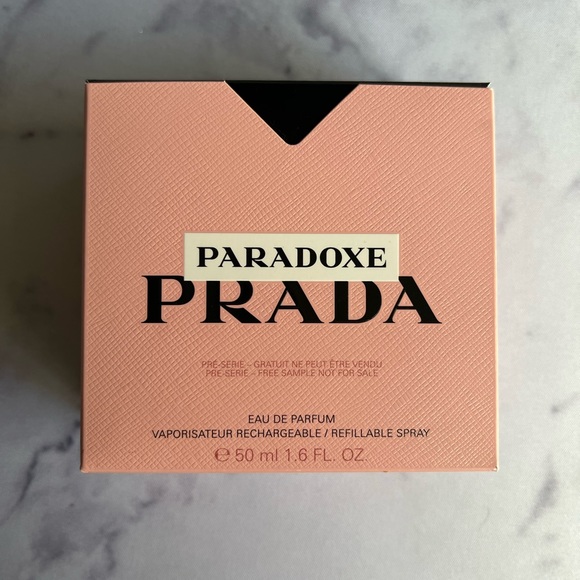 PARADOXE
PRADA
PRÉ-SERIE – GRATUIT NE PEUT ÊTRE VENDU
PRE-SERIE – FREE SAMPLE NOT FOR SALE
EAU DE PARFUM
VAPORISATEUR RECHARGEABLE / REFILLABLE SPRAY
℮ 50 ml 1.6 FL. OZ.